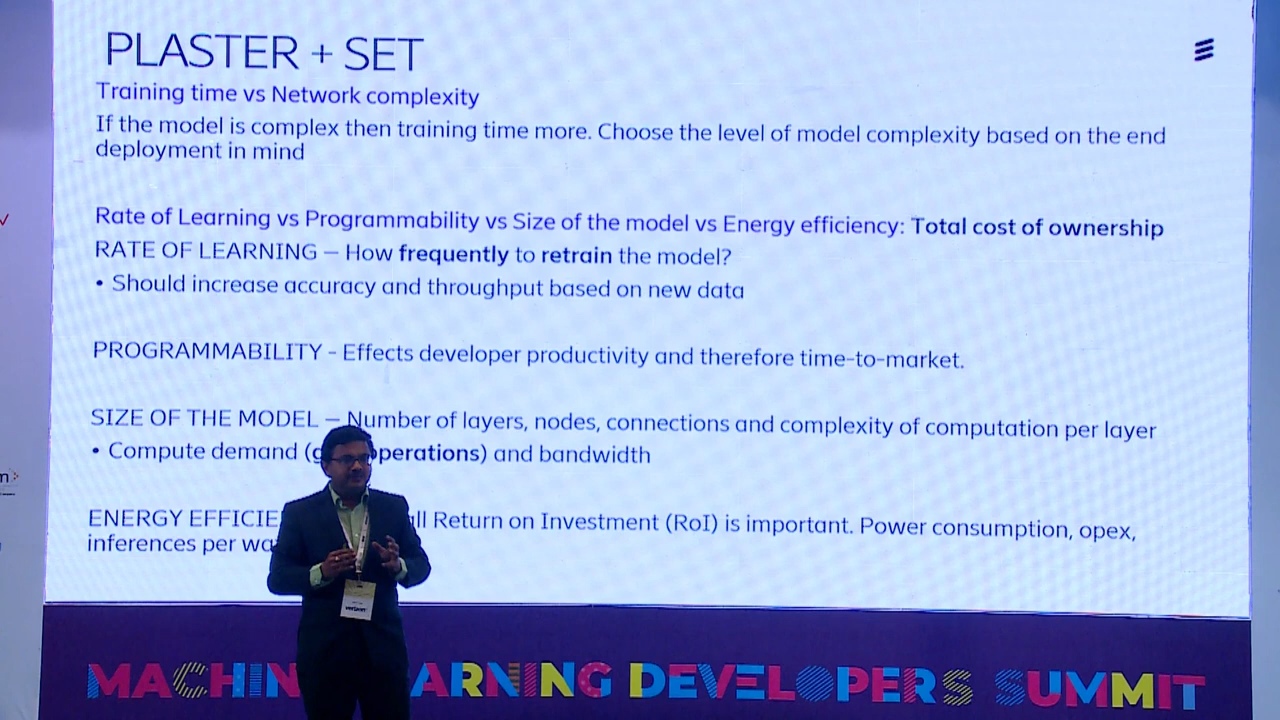 PLASTER + SET
Training time vs Network complexity
If the model is complex then training time more. Choose the level of model complexity based on the end
deployment in mind
Rate of Learning vs Programmability vs Size of the model vs Energy efficiency: Total cost of ownership
RATE OF LEARNING – How frequently to retrain the model?
• Should increase accuracy and throughput based on new data
PROGRAMMABILITY - Effects developer productivity and therefore time-to-market.
SIZE OF THE MODEL – Number of layers, nodes, connections and complexity of computation per layer
• Compute demand ( operations) and bandwidth
ENERGY Return on Investment (RoI) is important. Power consumption, opex,
inferences per
verizon
DEVELOPERS SUMMIT